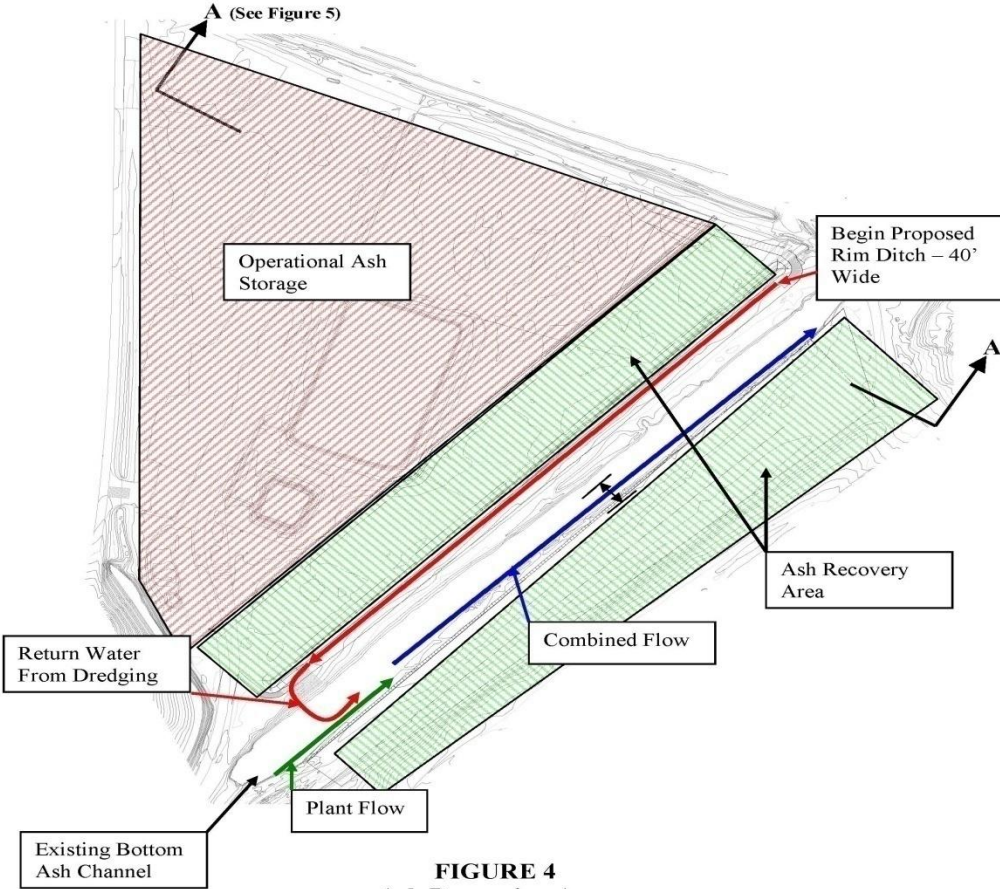 A (See Figure 5)
Begin Proposed
Rim Ditch – 40’
Wide
Operational Ash
Storage
A
Ash Recovery
Area
Combined Flow
Return Water
From Dredging
Plant Flow
Existing Bottom
Ash Channel
FIGURE 4